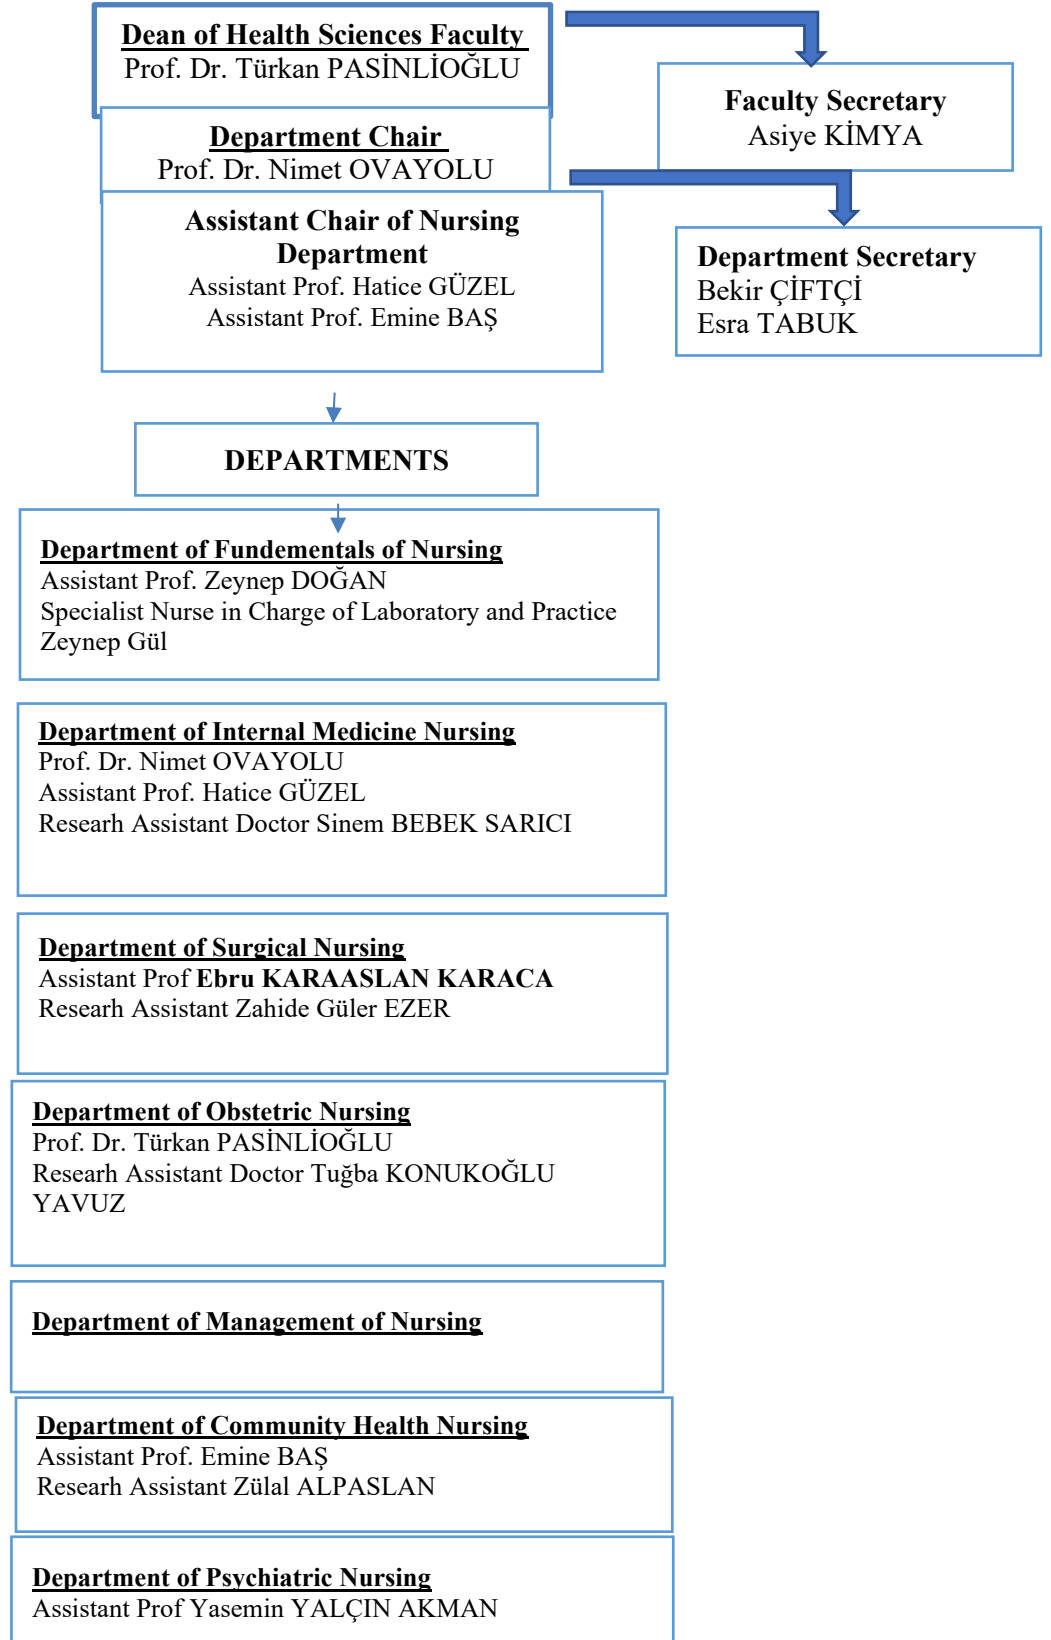 Dean of Health Sciences Faculty
Prof. Dr. Türkan PASİNLİOĞLU
Faculty Secretary
Asiye KİMYA
Department Chair
Prof. Dr. Nimet OVAYOLU
Assistant Chair of Nursing
Department
Assistant Prof. Hatice GÜZEL
Assistant Prof. Emine BAŞ
Department Secretary
Bekir ÇİFTÇİ
Esra TABUK
DEPARTMENTS
Department of Fundementals of Nursing
Assistant Prof. Zeynep DOĞAN
Specialist Nurse in Charge of Laboratory and Practice
Zeynep Gül
Department of Internal Medicine Nursing
Prof. Dr. Nimet OVAYOLU
Assistant Prof. Hatice GÜZEL
Researh Assistant Doctor Sinem BEBEK SARICI
Department of Surgical Nursing
Assistant Prof Ebru KARAASLAN KARACA
Researh Assistant Zahide Güler EZER
Department of Obstetric Nursing
Prof. Dr. Türkan PASİNLİOĞLU
Researh Assistant Doctor Tuğba KONUKOĞLU
YAVUZ
Department of Management of Nursing
Department of Community Health Nursing
Assistant Prof. Emine BAŞ
Researh Assistant Zülal ALPASLAN
Department of Psychiatric Nursing
Assistant Prof Yasemin YALÇIN AKMAN